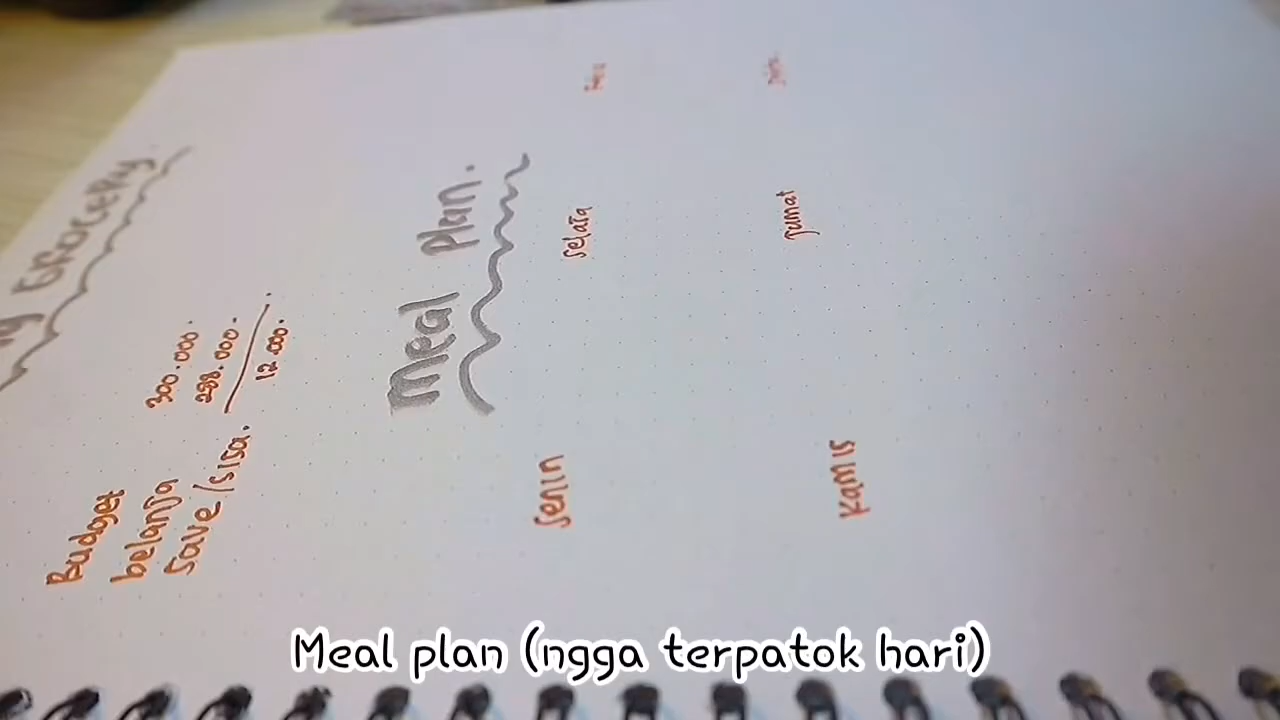 Grocery
Budget 300.000.
belanja 288.000.
Save/sisa. 12.000.
Meal Plan.
Senin
Selasa
Kamis
Jumat
Meal plan (ngga terpatok hari)